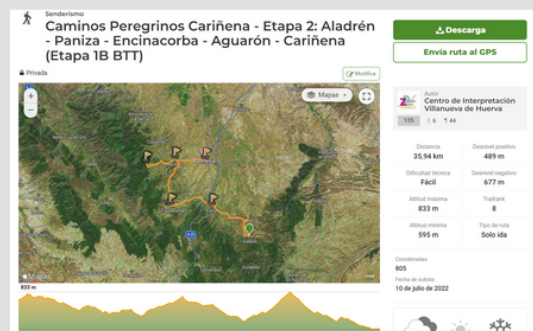 Senderismo
Caminos Peregrinos Cariñena - Etapa 2: Aladrén
- Paniza - Encinacorba - Aguarón - Cariñena
(Etapa 1B BTT)
Privada
Modifica
Descarga
Envía ruta al GPS
Mapas
+
−
Autor
Centro de Interpretación
Villanueva de Huerva
135
6
44
Distancia
35,94 km
Desnivel positivo
489 m
Dificultad técnica
Fácil
Desnivel negativo
677 m
Altitud máxima
833 m
Trailrank
8
Altitud mínima
595 m
Tipo de ruta
Solo ida
Coordenadas
805
Fecha de subida
10 de julio de 2022
833 m